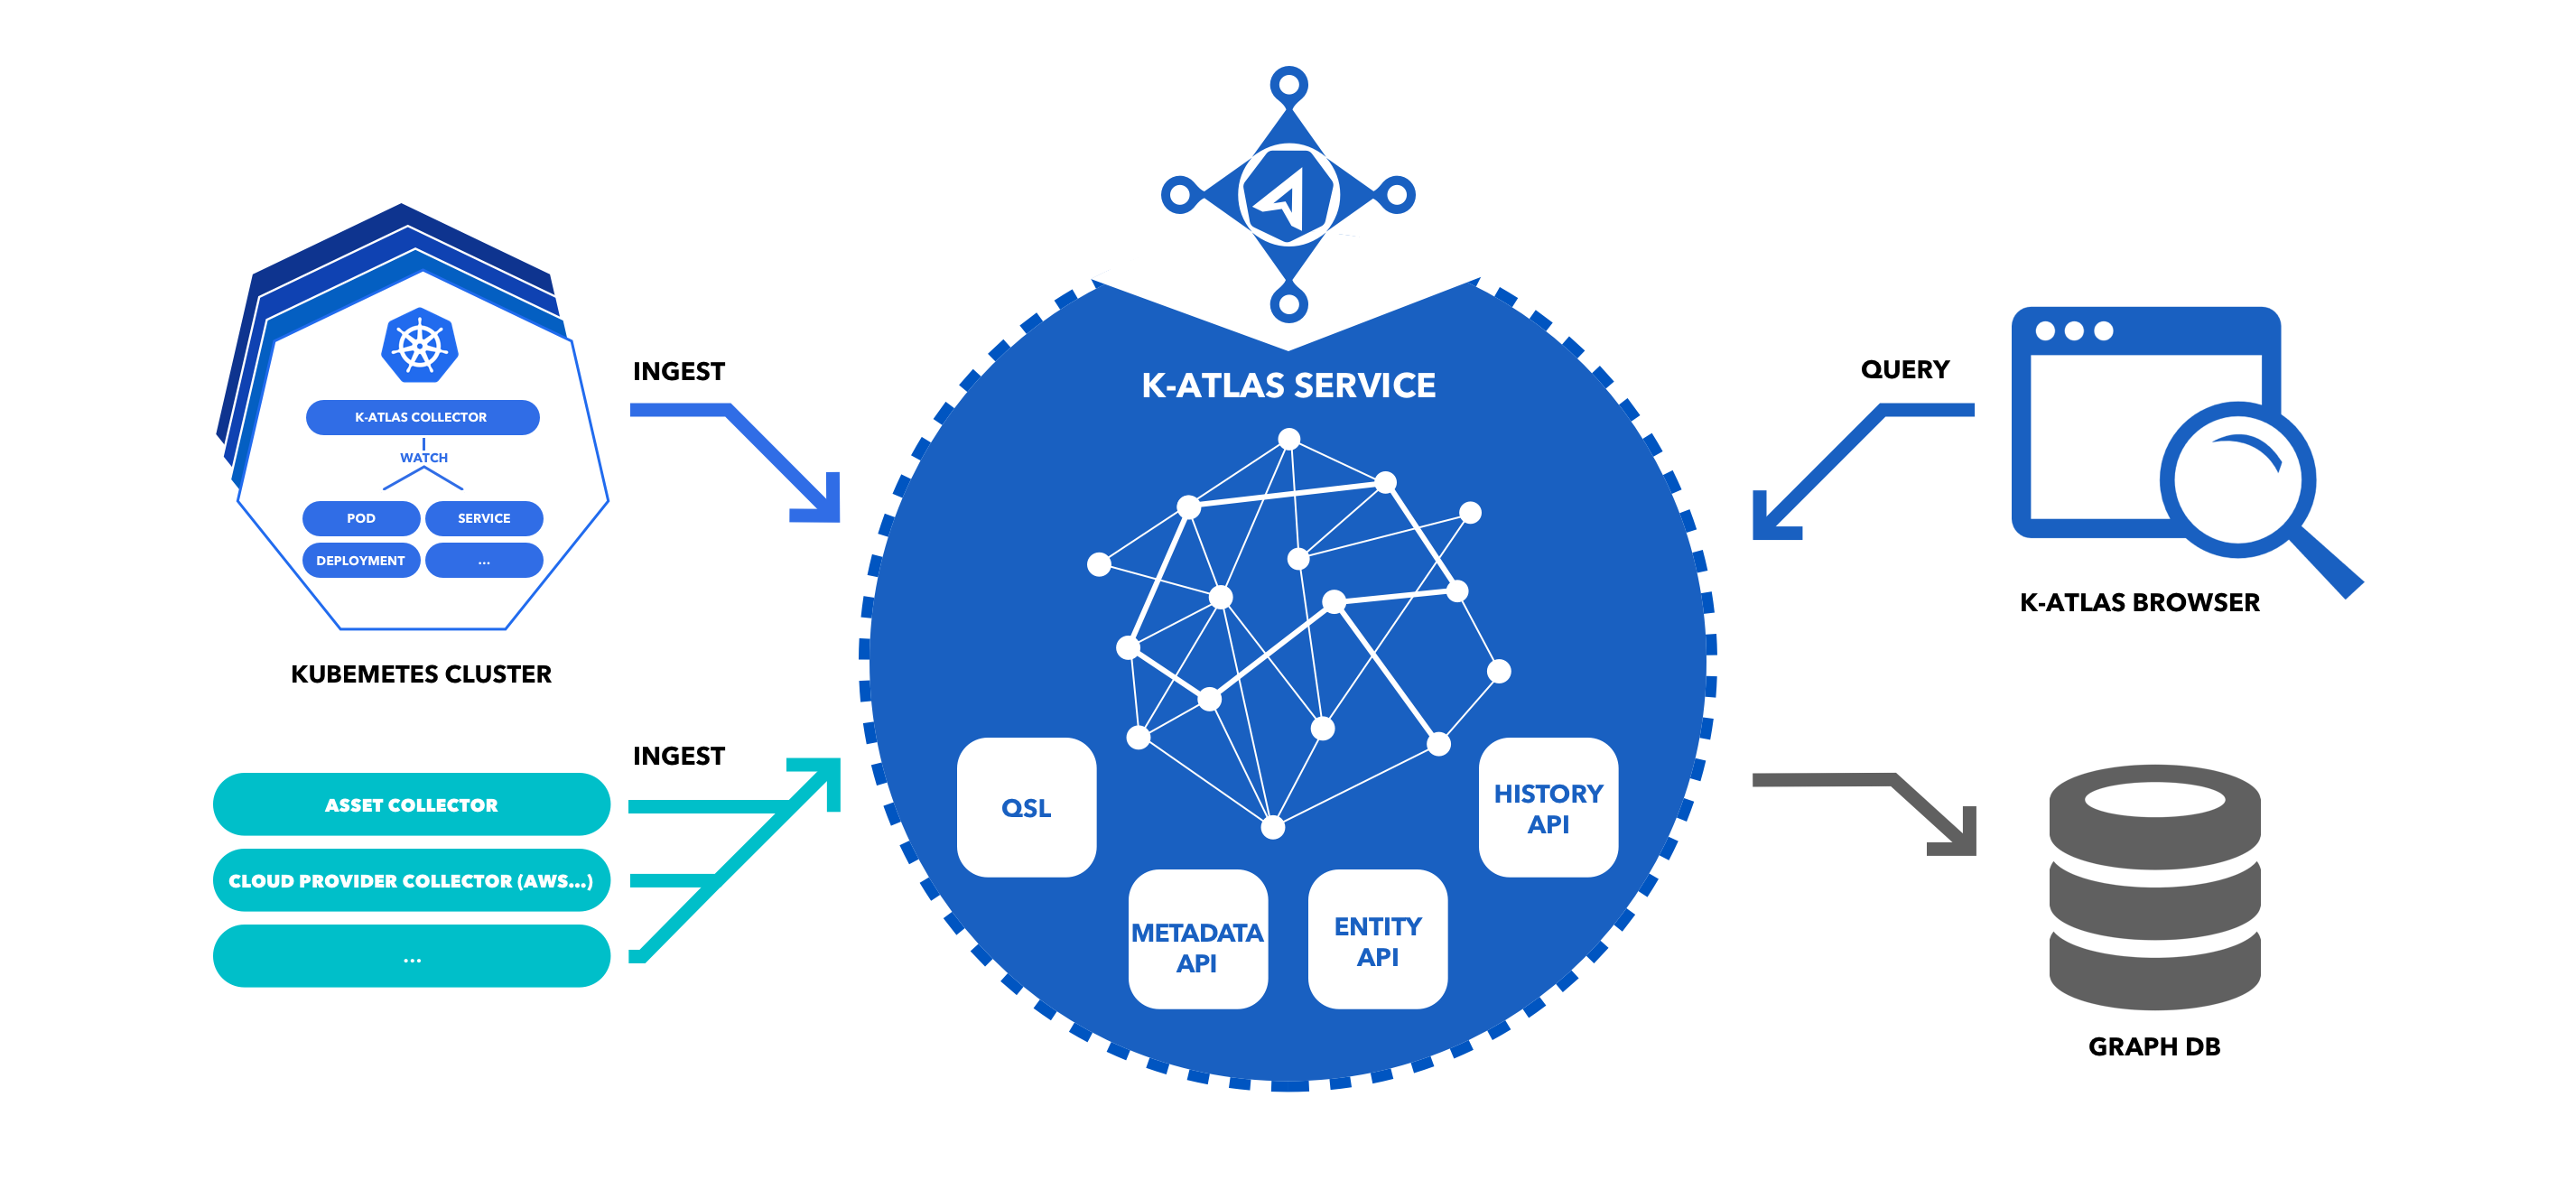 K-ATLAS COLLECTOR
WATCH
POD
SERVICE
DEPLOYMENT
...
KUBEMETES CLUSTER
INGEST
INGEST
ASSET COLLECTOR
CLOUD PROVIDER COLLECTOR (AWS...)
...
K-ATLAS SERVICE
QSL
METADATA
API
ENTITY
API
HISTORY
API
QUERY
K-ATLAS BROWSER
GRAPH DB